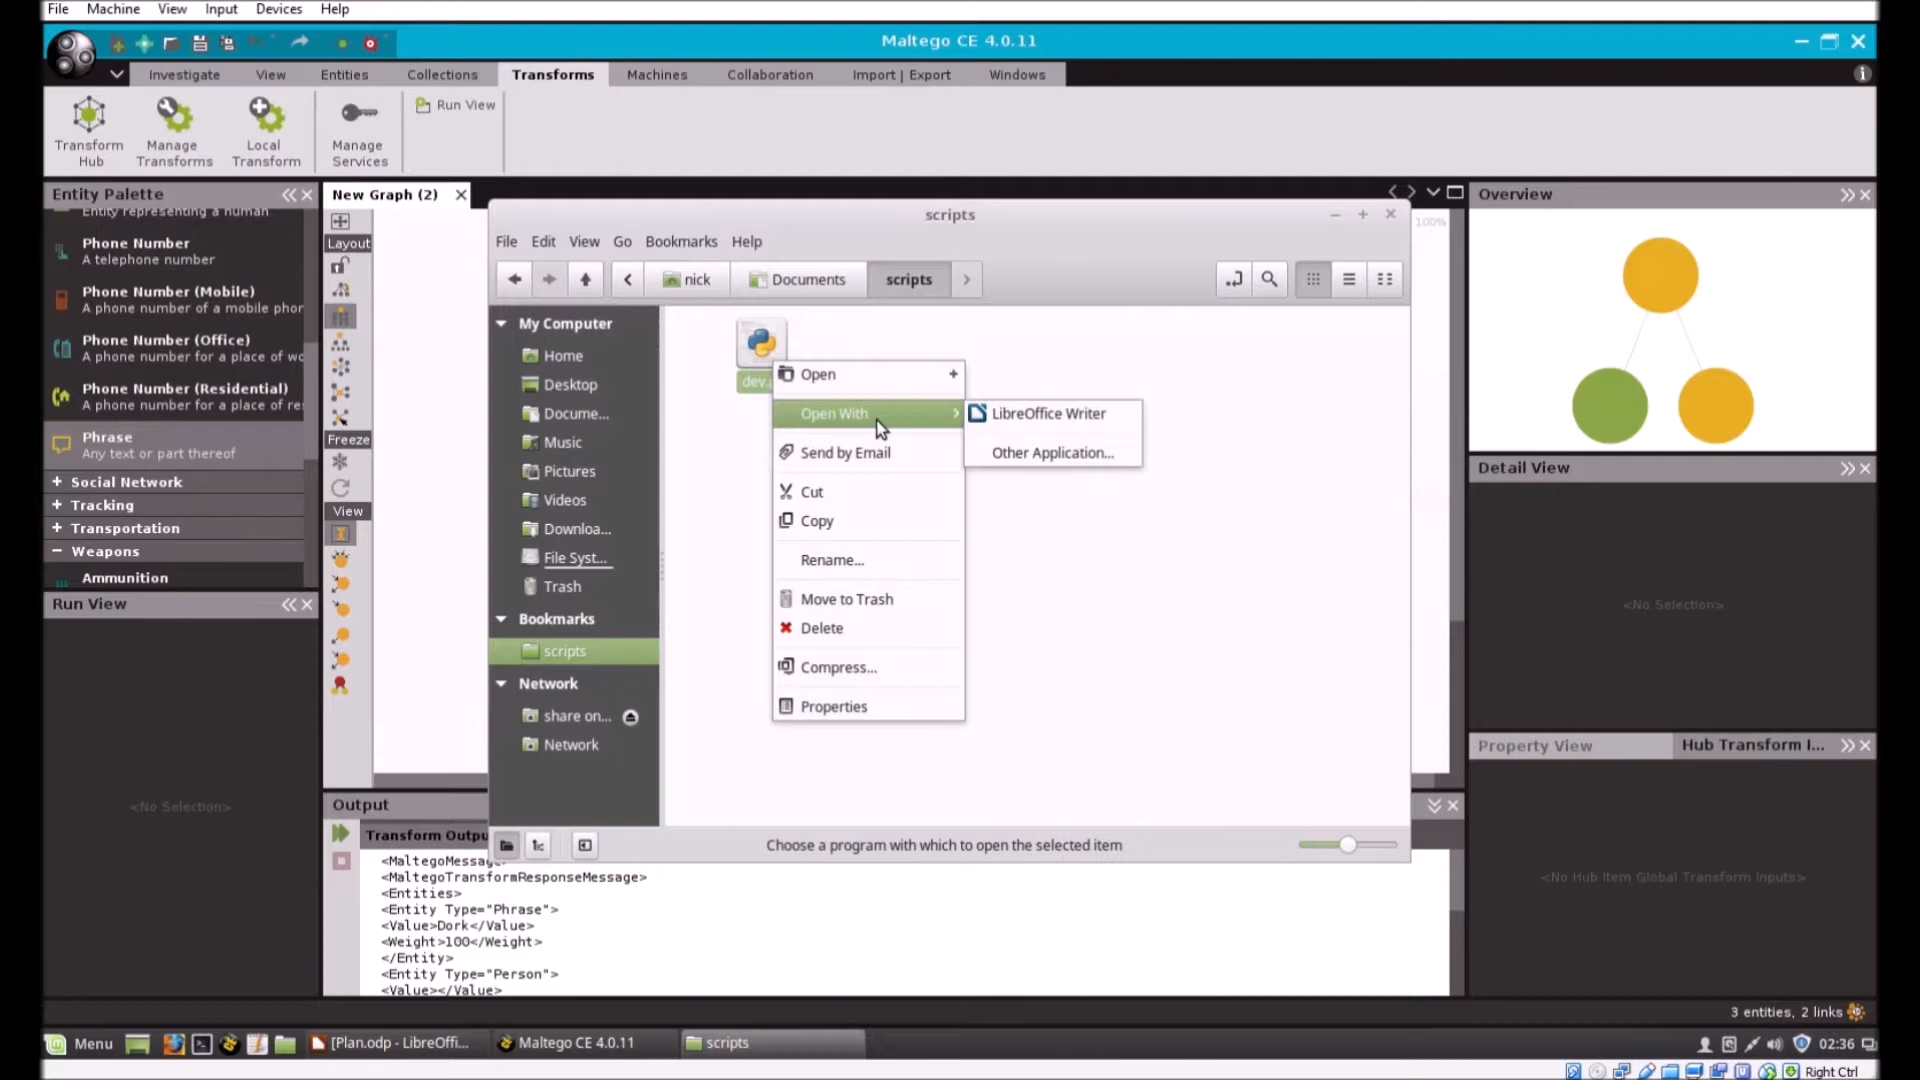 File Machine View Input Devices Help
Maltego CE 4.0.11
Investigate View Entities Collections Transforms Machines Collaboration Import | Export Windows
Run View
Transform Hub
Manage Transforms
Local Transform
Manage Services
Entity Palette
Entity representing a human
Phone Number
A telephone number
Phone Number (Mobile)
A phone number of a mobile phor
Phone Number (Office)
A phone number for a place of wo
Phone Number (Residential)
A phone number for a place of re
Phrase
Any text or part thereof
+ Social Network
+ Tracking
+ Transportation
− Weapons
Ammunition
Run View
<No Selection>
New Graph (2)
Layout
Freeze
View
100%
scripts
File Edit View Go Bookmarks Help
nick Documents scripts
My Computer
Home
Desktop
Docume...
Music
Pictures
Videos
Downloa...
File Syst...
Trash
Bookmarks
scripts
Network
share on...
Network
dev.
Open +
Open With
Send by Email
Cut
Copy
Rename...
Move to Trash
Delete
Compress...
Properties
LibreOffice Writer
Other Application...
Choose a program with which to open the selected item
Output
Transform Outpu
<MaltegoMessage>
<MaltegoTransformResponseMessage>
<Entities>
<Entity Type="Phrase">
<Value>Dork</Value>
<Weight>100</Weight>
</Entity>
<Entity Type="Person">
<Value></Value>
Overview
Detail View
<No Selection>
Property View Hub Transform I...
<No Hub Item Global Transform Inputs>
3 entities, 2 links
Menu [Plan.odp - LibreOffi... Maltego CE 4.0.11 scripts 02:36
Right Ctrl